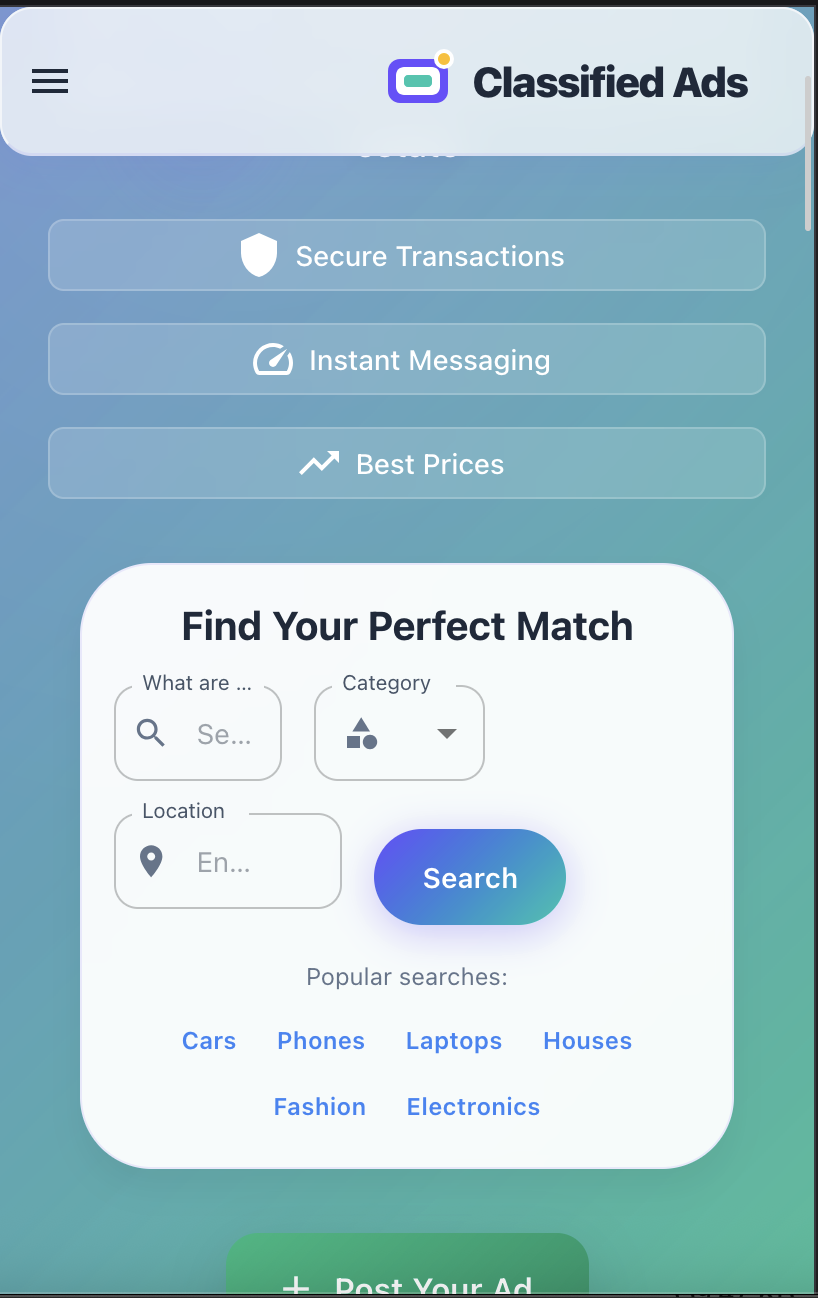 Classified Ads
Secure Transactions
Instant Messaging
Best Prices
Find Your Perfect Match
What are ...
Category
Se...
Location
En...
Search
Popular searches:
Cars Phones Laptops Houses
Fashion Electronics
Post Your Ad